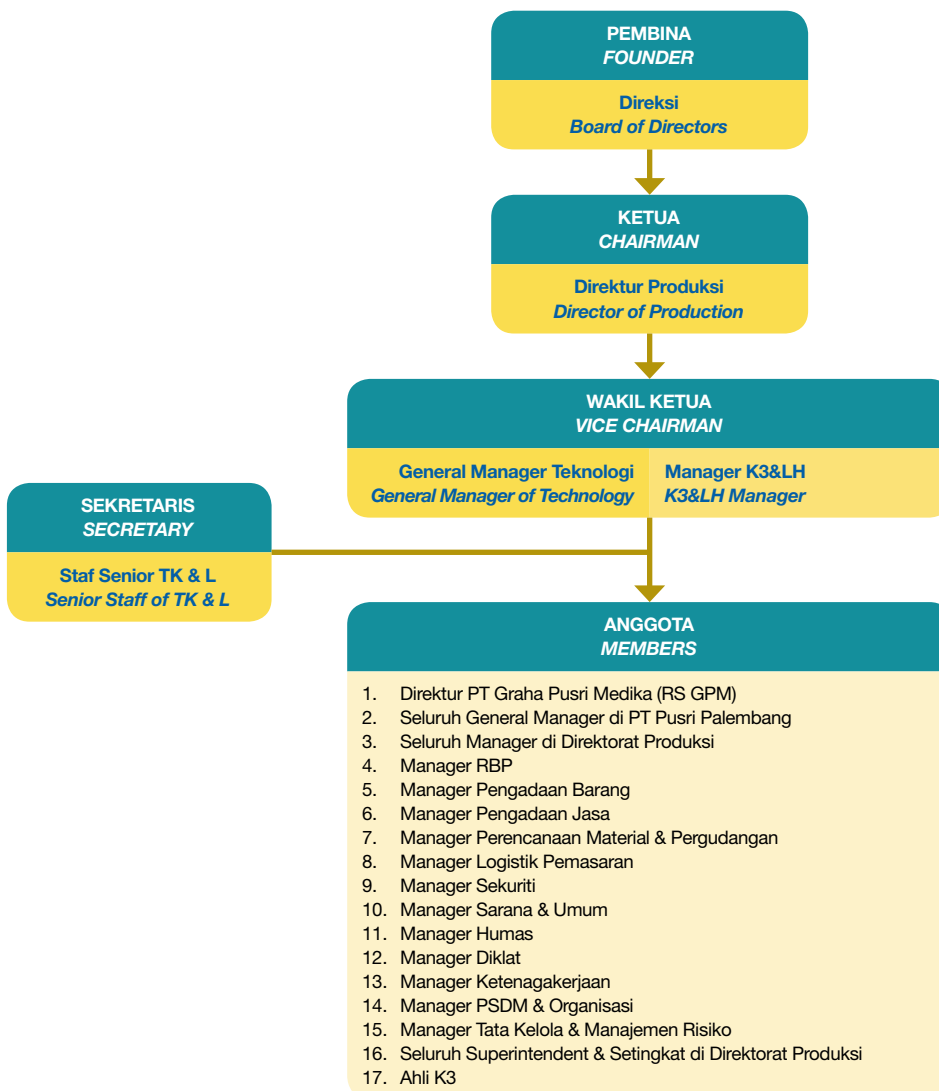 PEMBINA
FOUNDER
Direksi
Board of Directors
KETUA
CHAIRMAN
Direktur Produksi
Director of Production
WAKIL KETUA
VICE CHAIRMAN
General Manager Teknologi
General Manager of Technology
Manager K3&LH
K3&LH Manager
SEKRETARIS
SECRETARY
Staf Senior TK & L
Senior Staff of TK & L
ANGGOTA
MEMBERS
1. Direktur PT Graha Pusri Medika (RS GPM)
2. Seluruh General Manager di PT Pusri Palembang
3. Seluruh Manager di Direktorat Produksi
4. Manager RBP
5. Manager Pengadaan Barang
6. Manager Pengadaan Jasa
7. Manager Perencanaan Material & Pergudangan
8. Manager Logistik Pemasaran
9. Manager Sekuriti
10. Manager Sarana & Umum
11. Manager Humas
12. Manager Diklat
13. Manager Ketenagakerjaan
14. Manager PSDM & Organisasi
15. Manager Tata Kelola & Manajemen Risiko
16. Seluruh Superintendent & Setingkat di Direktorat Produksi
17. Ahli K3